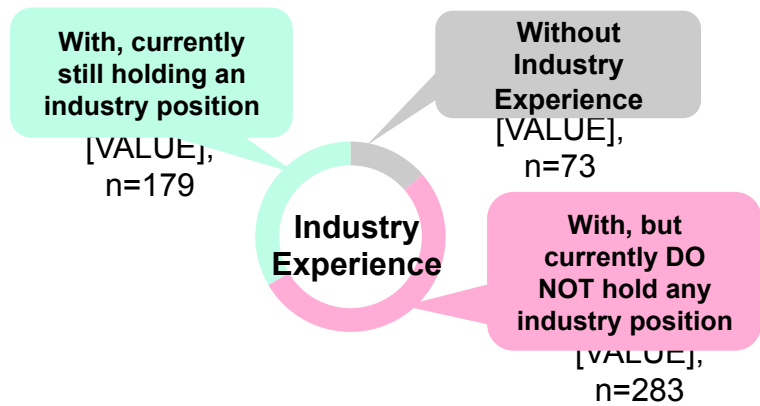 With, currently
still holding an
industry position
[VALUE],
n=179
Without
Industry
Experience
[VALUE],
n=73
Industry
Experience
With, but
currently DO
NOT hold any
industry position
[VALUE],
n=283